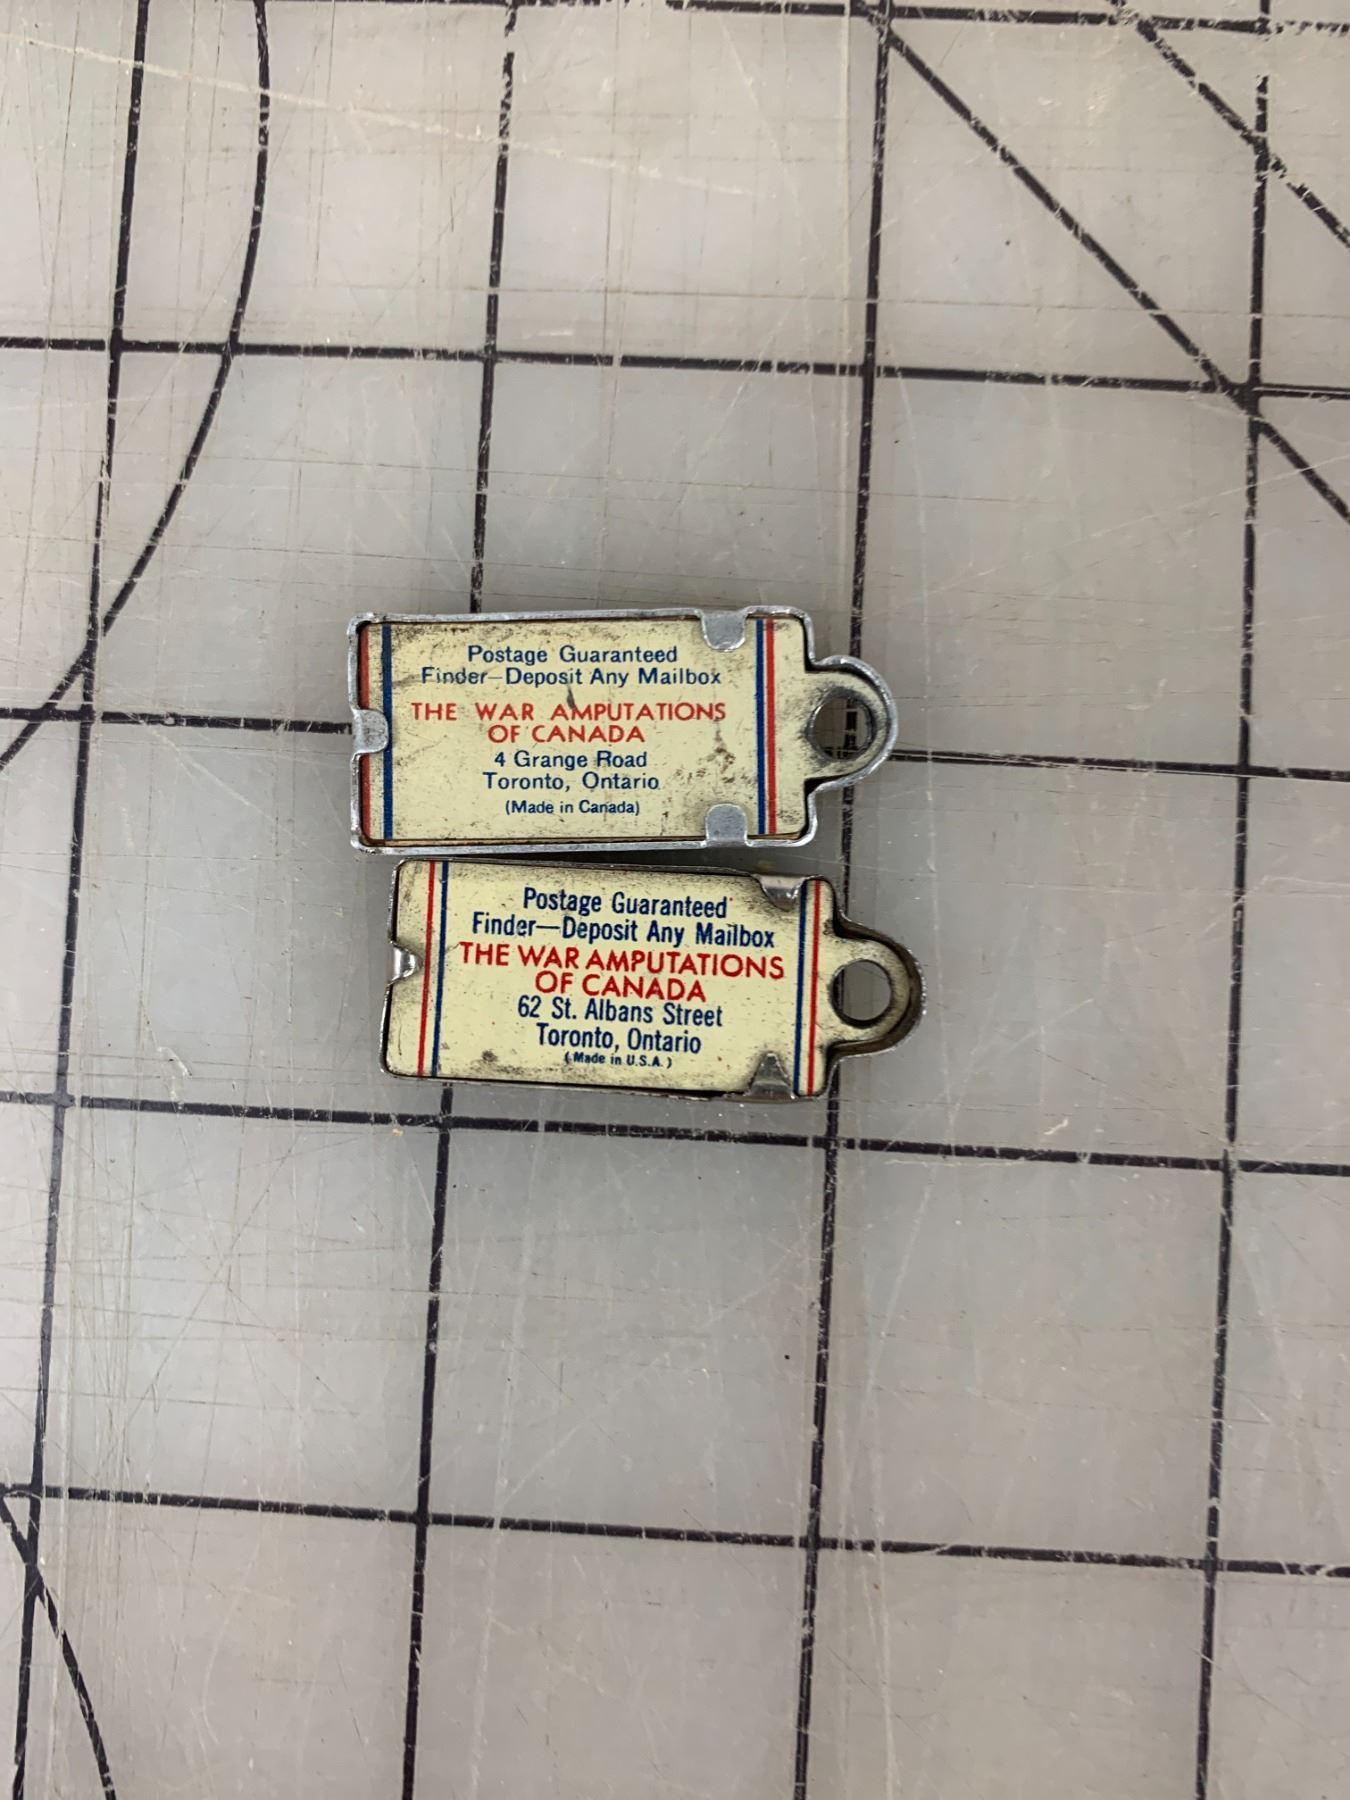 Postage Guaranteed
Finder—Deposit Any Mailbox
THE WAR AMPUTATIONS
OF CANADA
4 Grange Road
Toronto, Ontario
(Made in Canada)
Postage Guaranteed
Finder—Deposit Any Mailbox
THE WAR AMPUTATIONS
OF CANADA
62 St. Albans Street
Toronto, Ontario
(Made in U.S.A.)